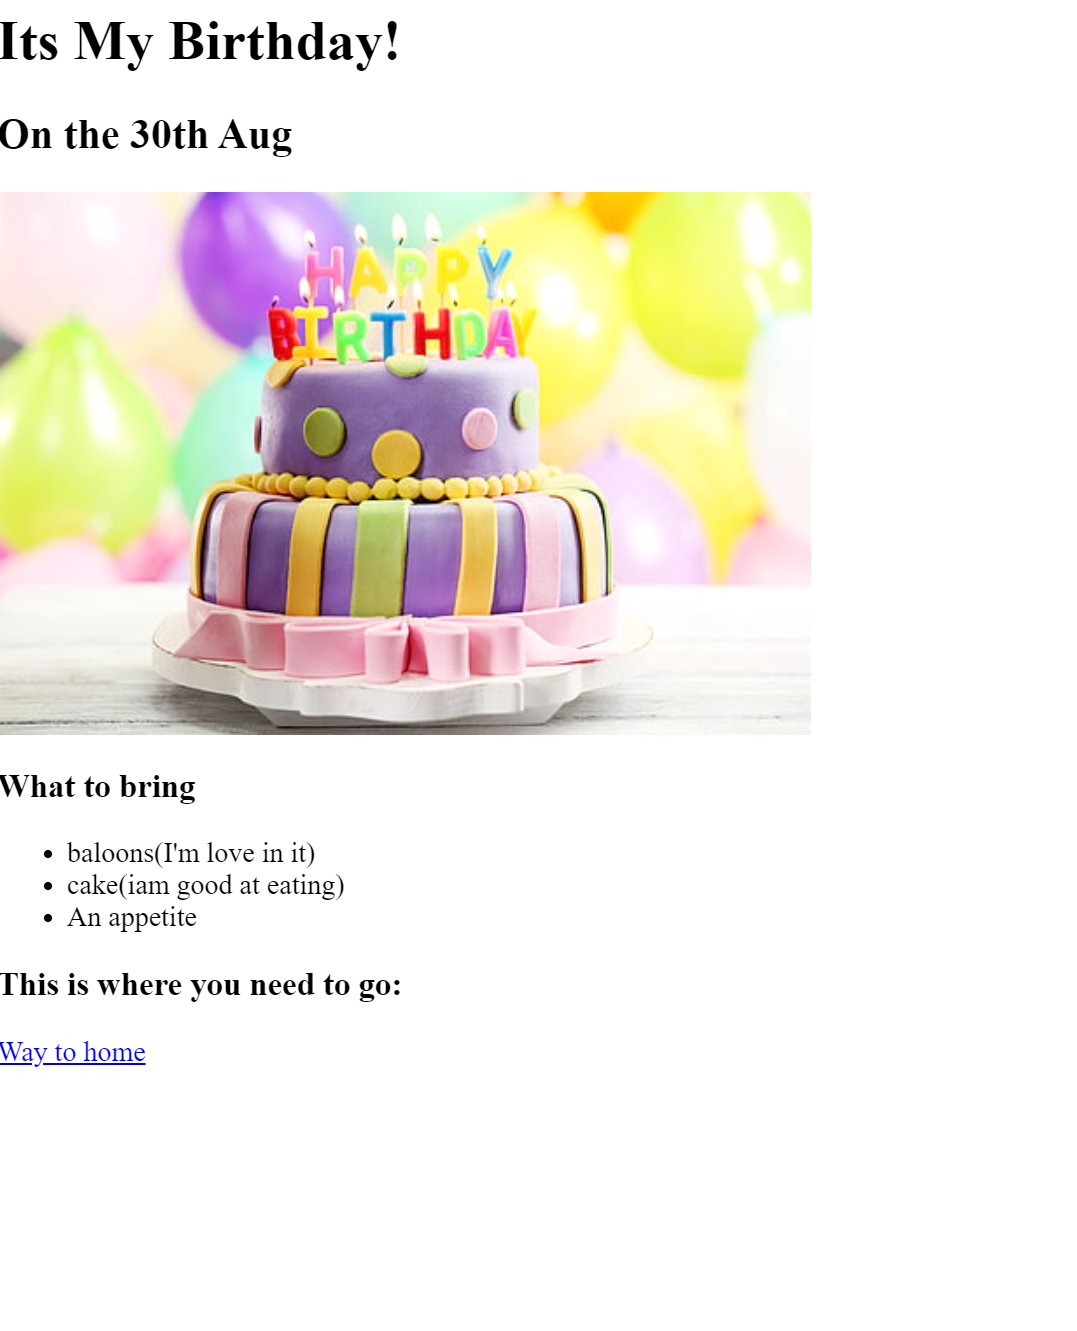 Its My Birthday!
On the 30th Aug
HAPPY
BIRTHDAY
What to bring
baloons(I'm love in it)
cake(iam good at eating)
An appetite
This is where you need to go:
Way to home